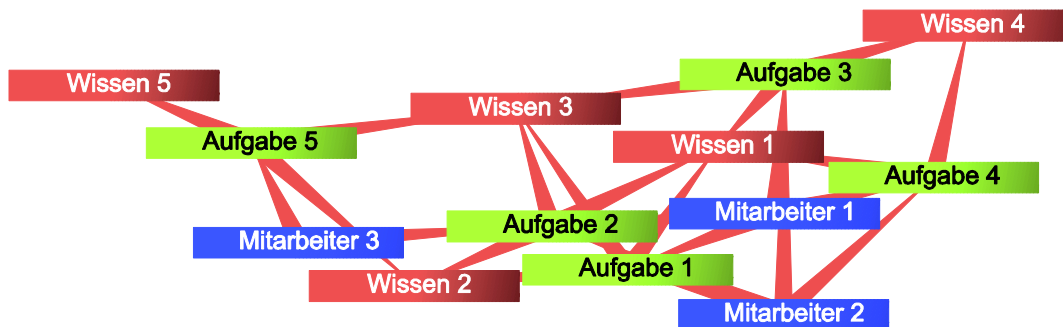 Wissen 4
Aufgabe 3
Wissen 5
Wissen 3
Aufgabe 5
Wissen 1
Aufgabe 4
Mitarbeiter 1
Aufgabe 2
Mitarbeiter 3
Aufgabe 1
Wissen 2
Mitarbeiter 2